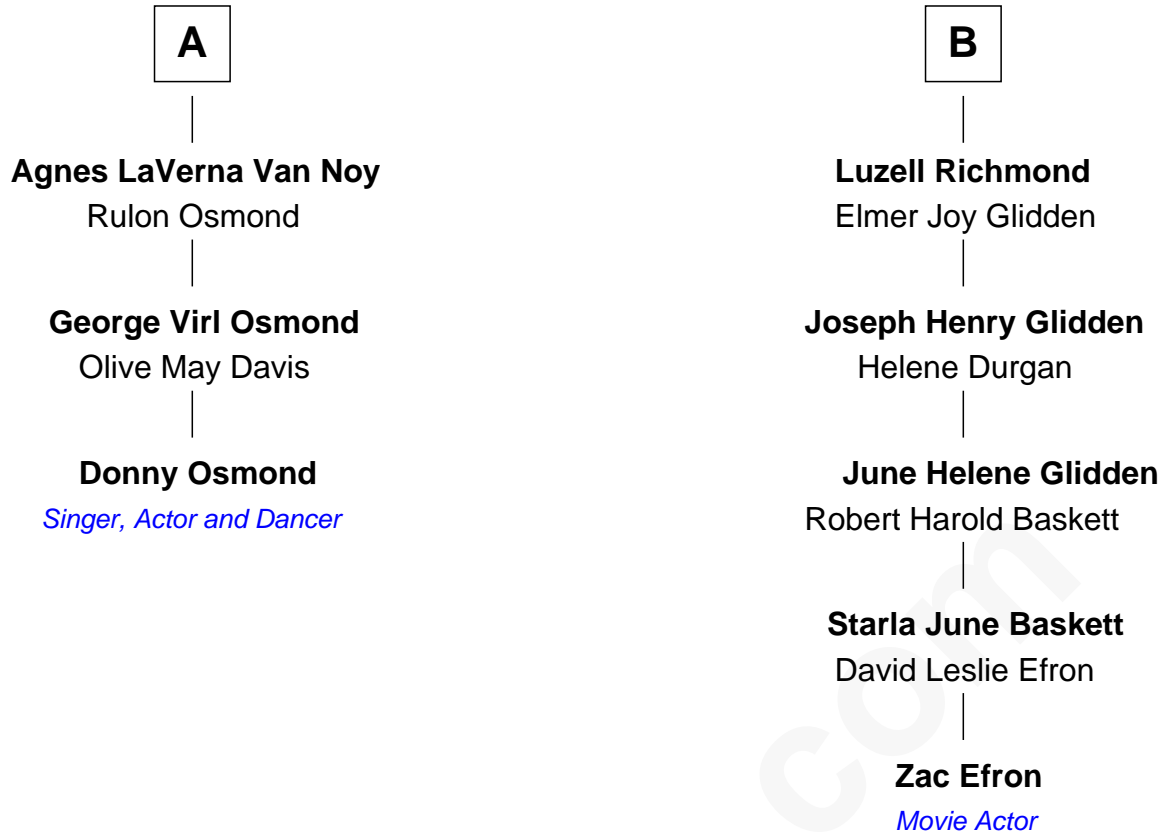 A
Agnes LaVerna Van Noy
Rulon Osmond
George Virl Osmond
Olive May Davis
Donny Osmond
Singer, Actor and Dancer
B
Luzell Richmond
Elmer Joy Glidden
Joseph Henry Glidden
Helene Durgan
June Helene Glidden
Robert Harold Baskett
Starla June Baskett
David Leslie Efron
Zac Efron
Movie Actor
com